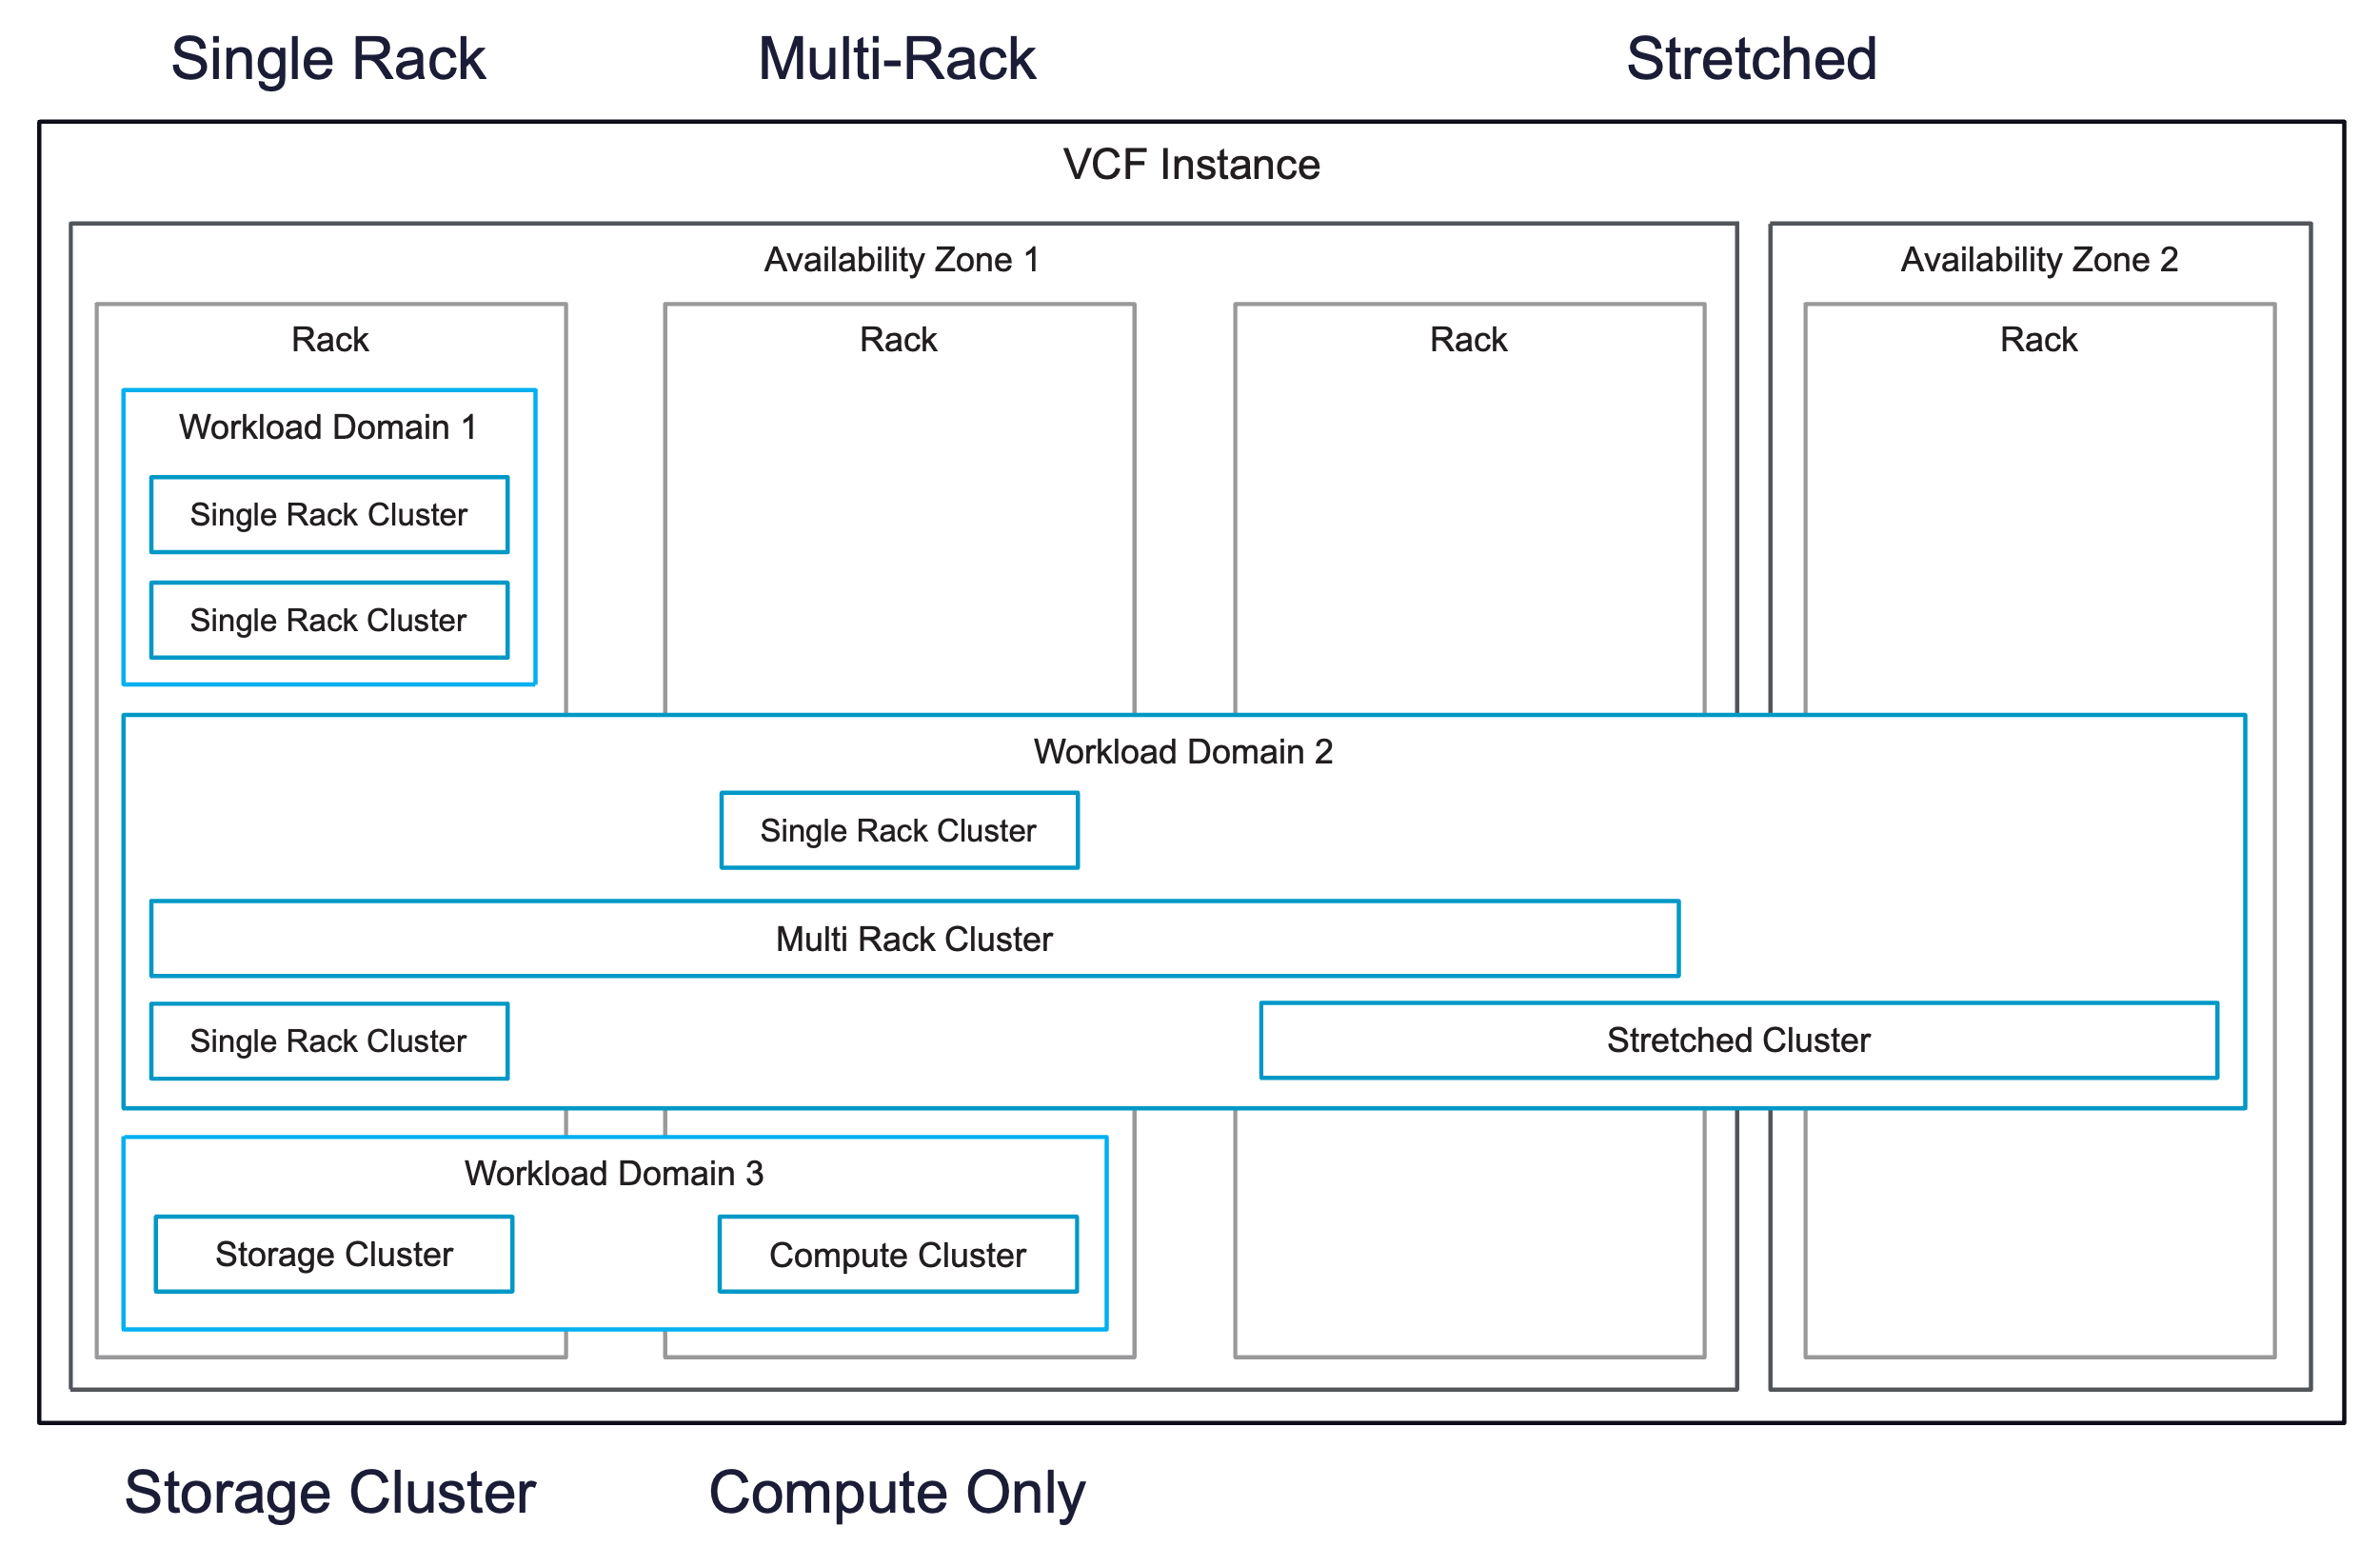 Single Rack
Multi-Rack
Stretched
VCF Instance
Availability Zone 1
Availability Zone 2
Rack
Rack
Rack
Rack
Workload Domain 1
Single Rack Cluster
Single Rack Cluster
Workload Domain 2
Single Rack Cluster
Multi Rack Cluster
Single Rack Cluster
Stretched Cluster
Workload Domain 3
Storage Cluster
Compute Cluster
Storage Cluster
Compute Only